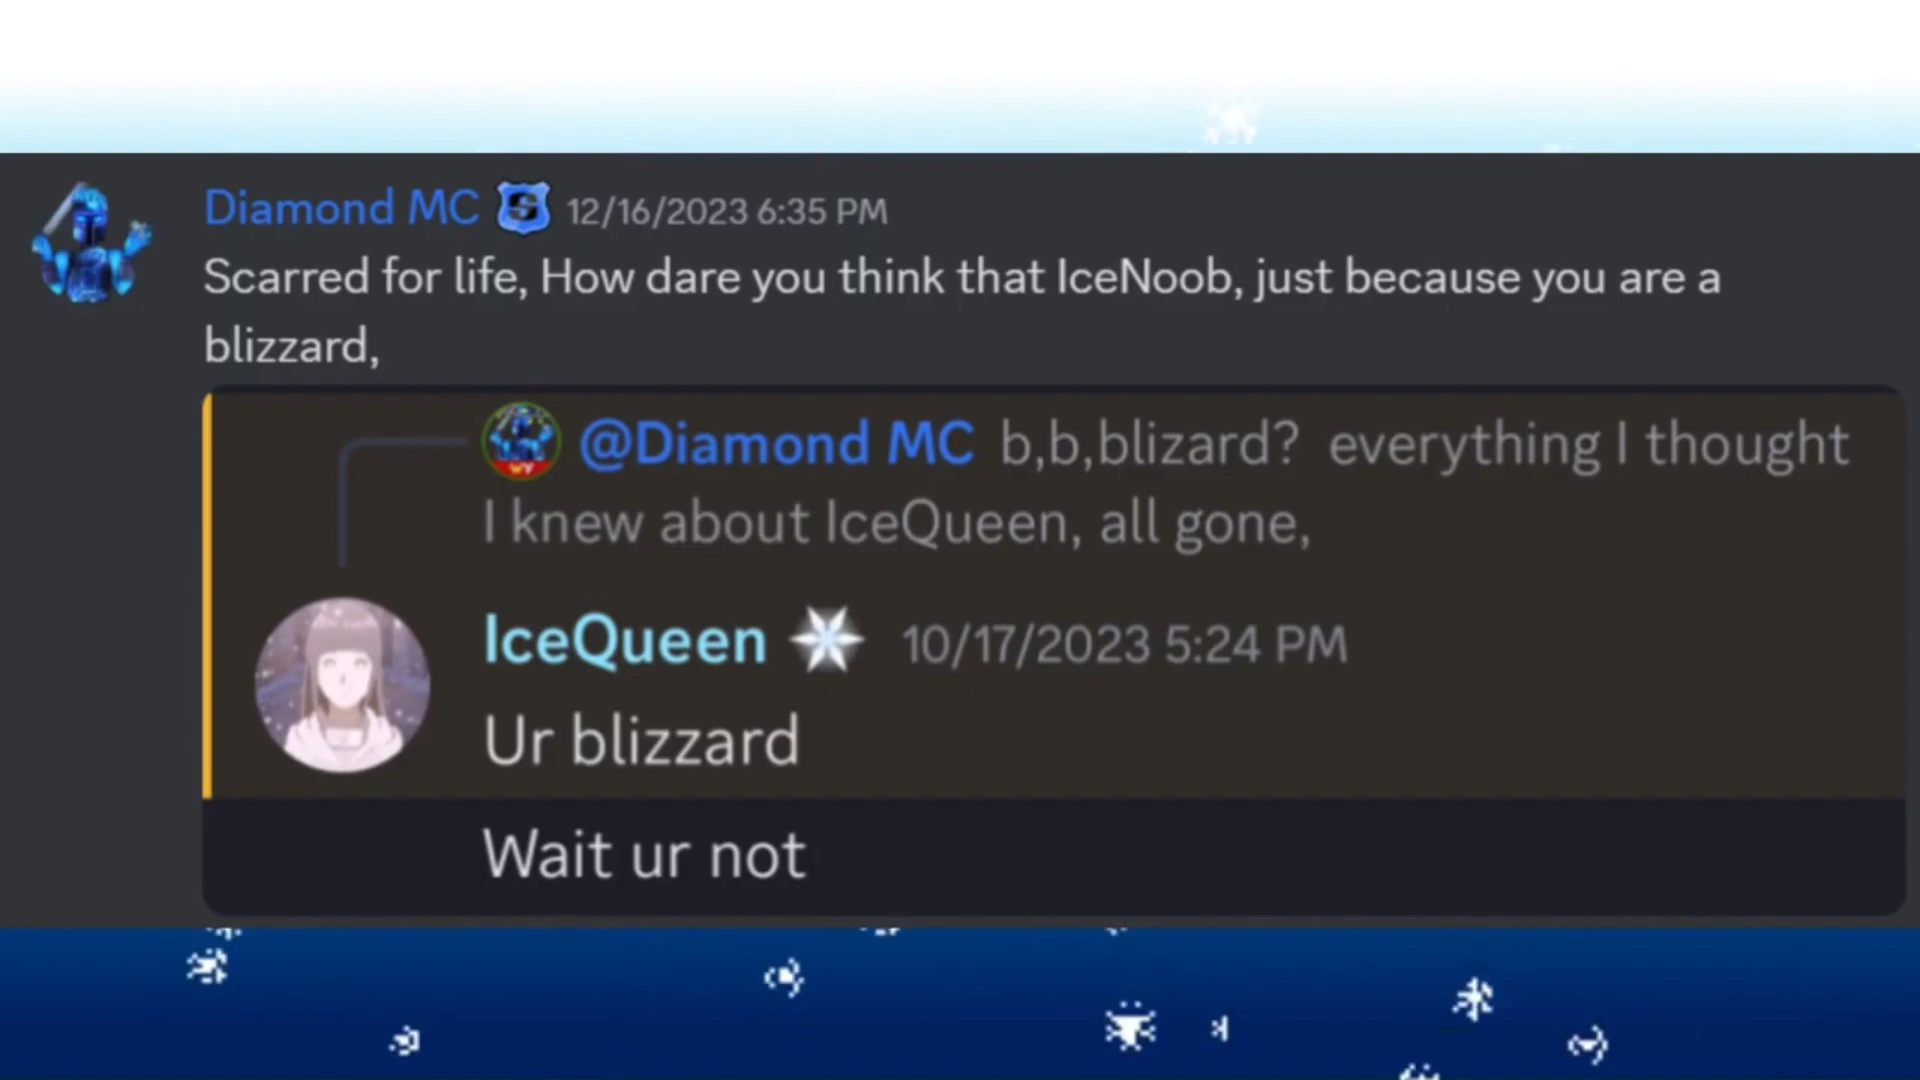 Diamond MC S 12/16/2023 6:35 PM
Scarred for life, How dare you think that IceNoob, just because you are a
blizzard,
@Diamond MC b,b,blizard? everything I thought
I knew about IceQueen, all gone,
IceQueen 10/17/2023 5:24 PM
Ur blizzard
Wait ur not